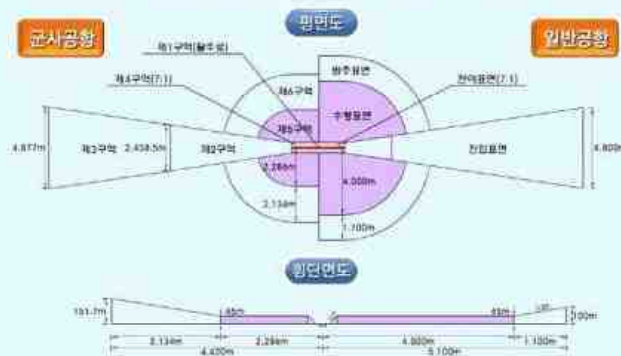 평면도
군사공항
일반공항
제1구역(활주로)
원추표면
제4구역(7:1)
제6구역
전이표면(7:1)
수평표면
제5구역
4.877m
제3구역
2,438.5m
제2구역
진입표면
4.800m
2,286m
4.000m
2,134m
1.100m
횡단면도
151.7m
45m
45m
100m
2.134m
2.286m
4.000m
1.100m
4.420m
5.100m